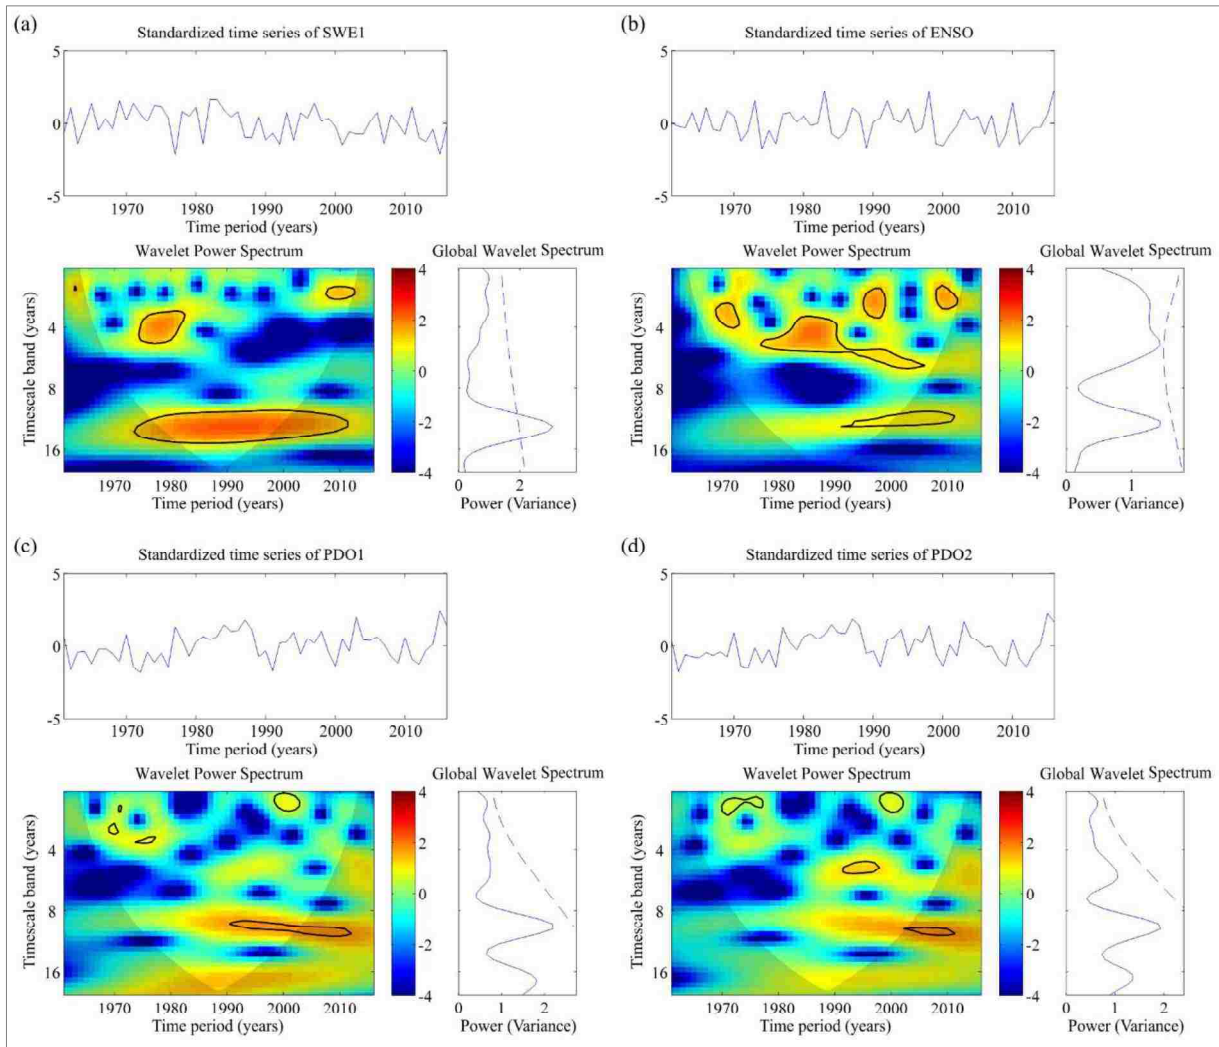 (a)
Standardized time series of SWE1
5
0
-5
1970 1980 1990 2000 2010
Time period (years)
Wavelet Power Spectrum
Global Wavelet Spectrum
Timescale band (years)
4
8
16
1970 1980 1990 2000 2010
Time period (years)
4
2
0
-2
-4
0 2
Power (Variance)
(b)
Standardized time series of ENSO
5
0
-5
1970 1980 1990 2000 2010
Time period (years)
Wavelet Power Spectrum
Global Wavelet Spectrum
Timescale band (years)
4
8
16
1970 1980 1990 2000 2010
Time period (years)
4
2
0
-2
-4
0 1
Power (Variance)
(c)
Standardized time series of PDO1
5
0
-5
1970 1980 1990 2000 2010
Time period (years)
Wavelet Power Spectrum
Global Wavelet Spectrum
Timescale band (years)
4
8
16
1970 1980 1990 2000 2010
Time period (years)
4
2
0
-2
-4
0 1 2
Power (Variance)
(d)
Standardized time series of PDO2
5
0
-5
1970 1980 1990 2000 2010
Time period (years)
Wavelet Power Spectrum
Global Wavelet Spectrum
Timescale band (years)
4
8
16
1970 1980 1990 2000 2010
Time period (years)
4
2
0
-2
-4
0 1 2
Power (Variance)